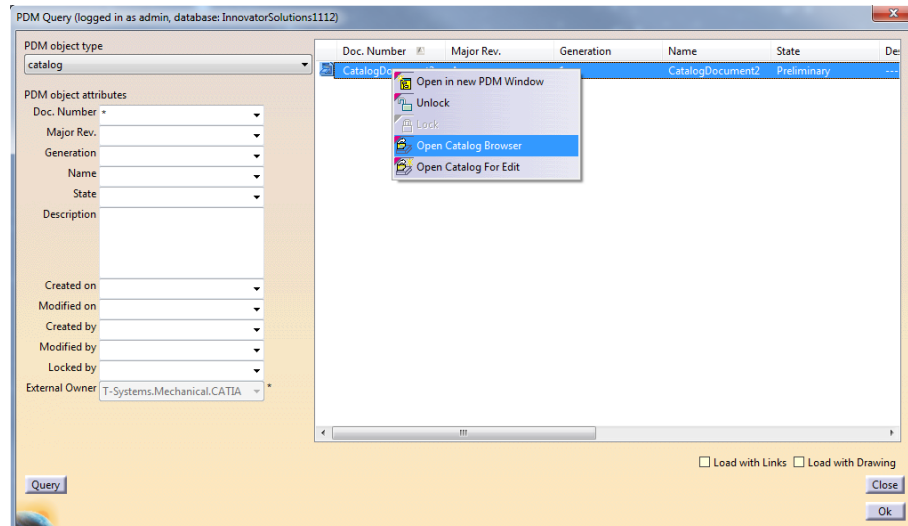 PDM Query (logged in as admin, database: InnovatorSolutions1112)
PDM object type
catalog
PDM object attributes
Doc. Number *
Major Rev.
Generation
Name
State
Description
Created on
Modified on
Created by
Modified by
Locked by
External Owner T-Systems.Mechanical.CATIA *
Query
Doc. Number Major Rev. Generation Name State De
CatalogDocument2 CatalogDocument2 Preliminary ---
Open in new PDM Window
Unlock
Lock
Open Catalog Browser
Open Catalog For Edit
Load with Links Load with Drawing
Close
Ok